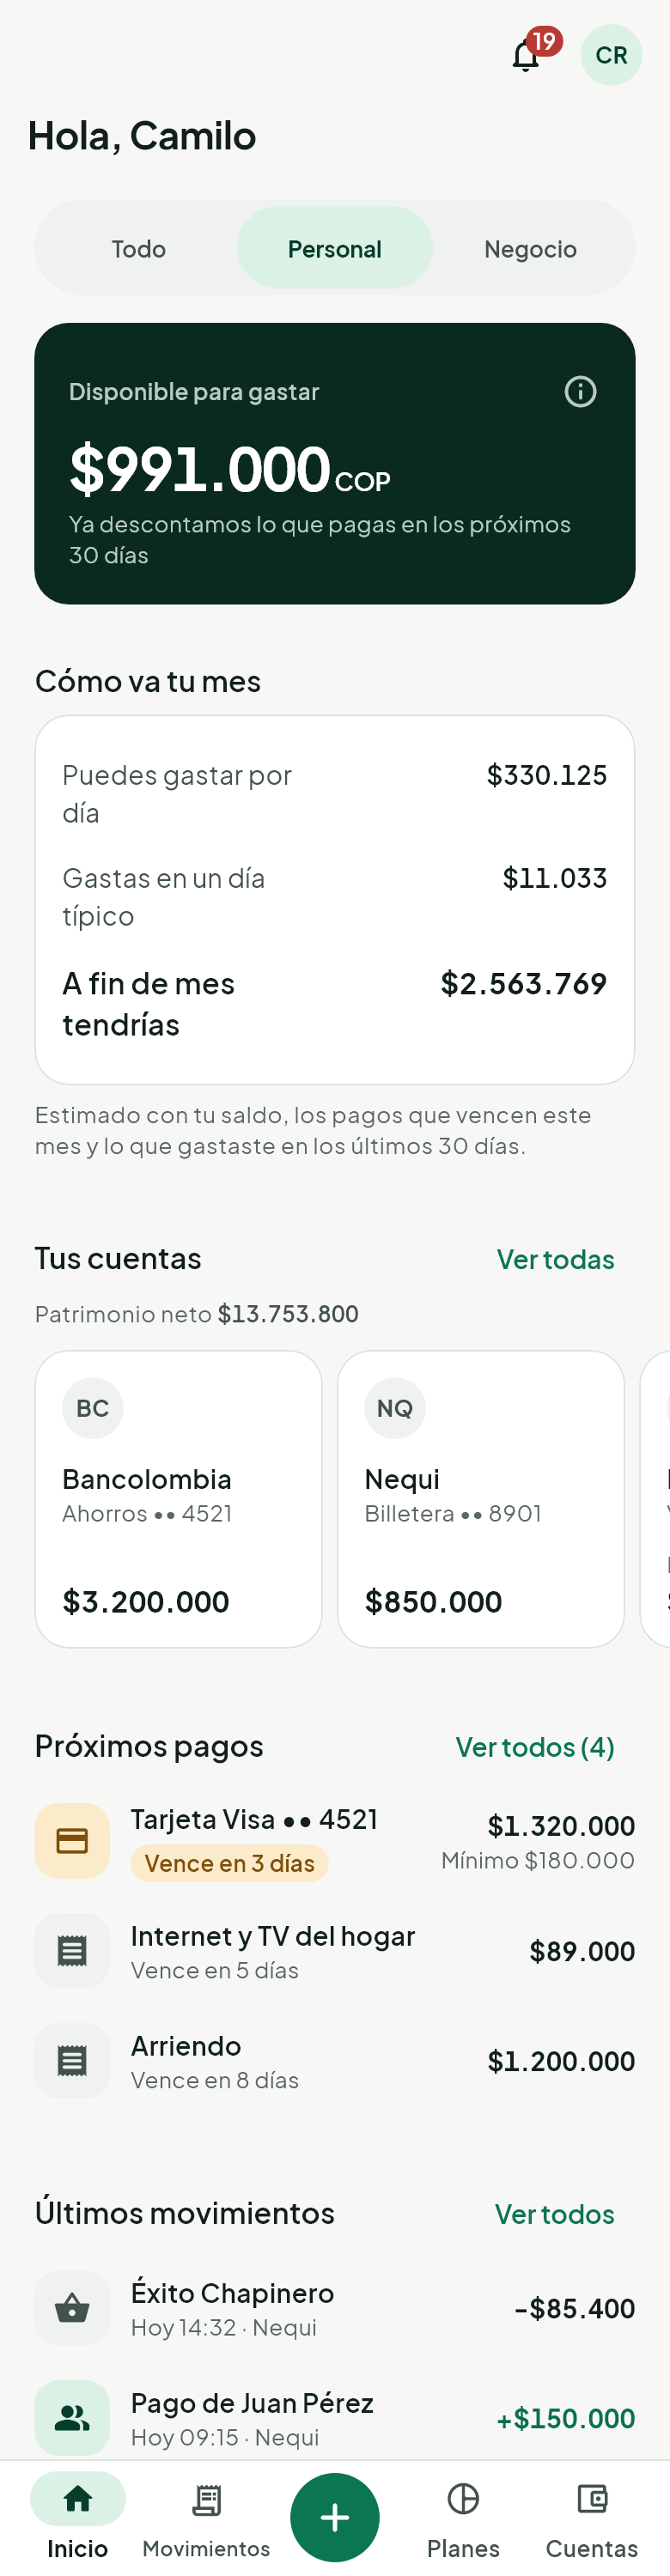 19
CR
Hola, Camilo
Todo
Personal
Negocio
Disponible para gastar
$991.000 COP
Ya descontamos lo que pagas en los próximos
30 días
Cómo va tu mes
Puedes gastar por
día
$330.125
Gastas en un día
típico
$11.033
A fin de mes
tendrías
$2.563.769
Estimado con tu saldo, los pagos que vencen este
mes y lo que gastaste en los últimos 30 días.
Tus cuentas
Ver todas
Patrimonio neto $13.753.800
BC
Bancolombia
Ahorros •• 4521
$3.200.000
NQ
Nequi
Billetera •• 8901
$850.000
Próximos pagos
Ver todos (4)
Tarjeta Visa •• 4521
Vence en 3 días
$1.320.000
Mínimo $180.000
Internet y TV del hogar
Vence en 5 días
$89.000
Arriendo
Vence en 8 días
$1.200.000
Últimos movimientos
Ver todos
Éxito Chapinero
Hoy 14:32 · Nequi
−$85.400
Pago de Juan Pérez
Hoy 09:15 · Nequi
+$150.000
Inicio
Movimientos
Planes
Cuentas